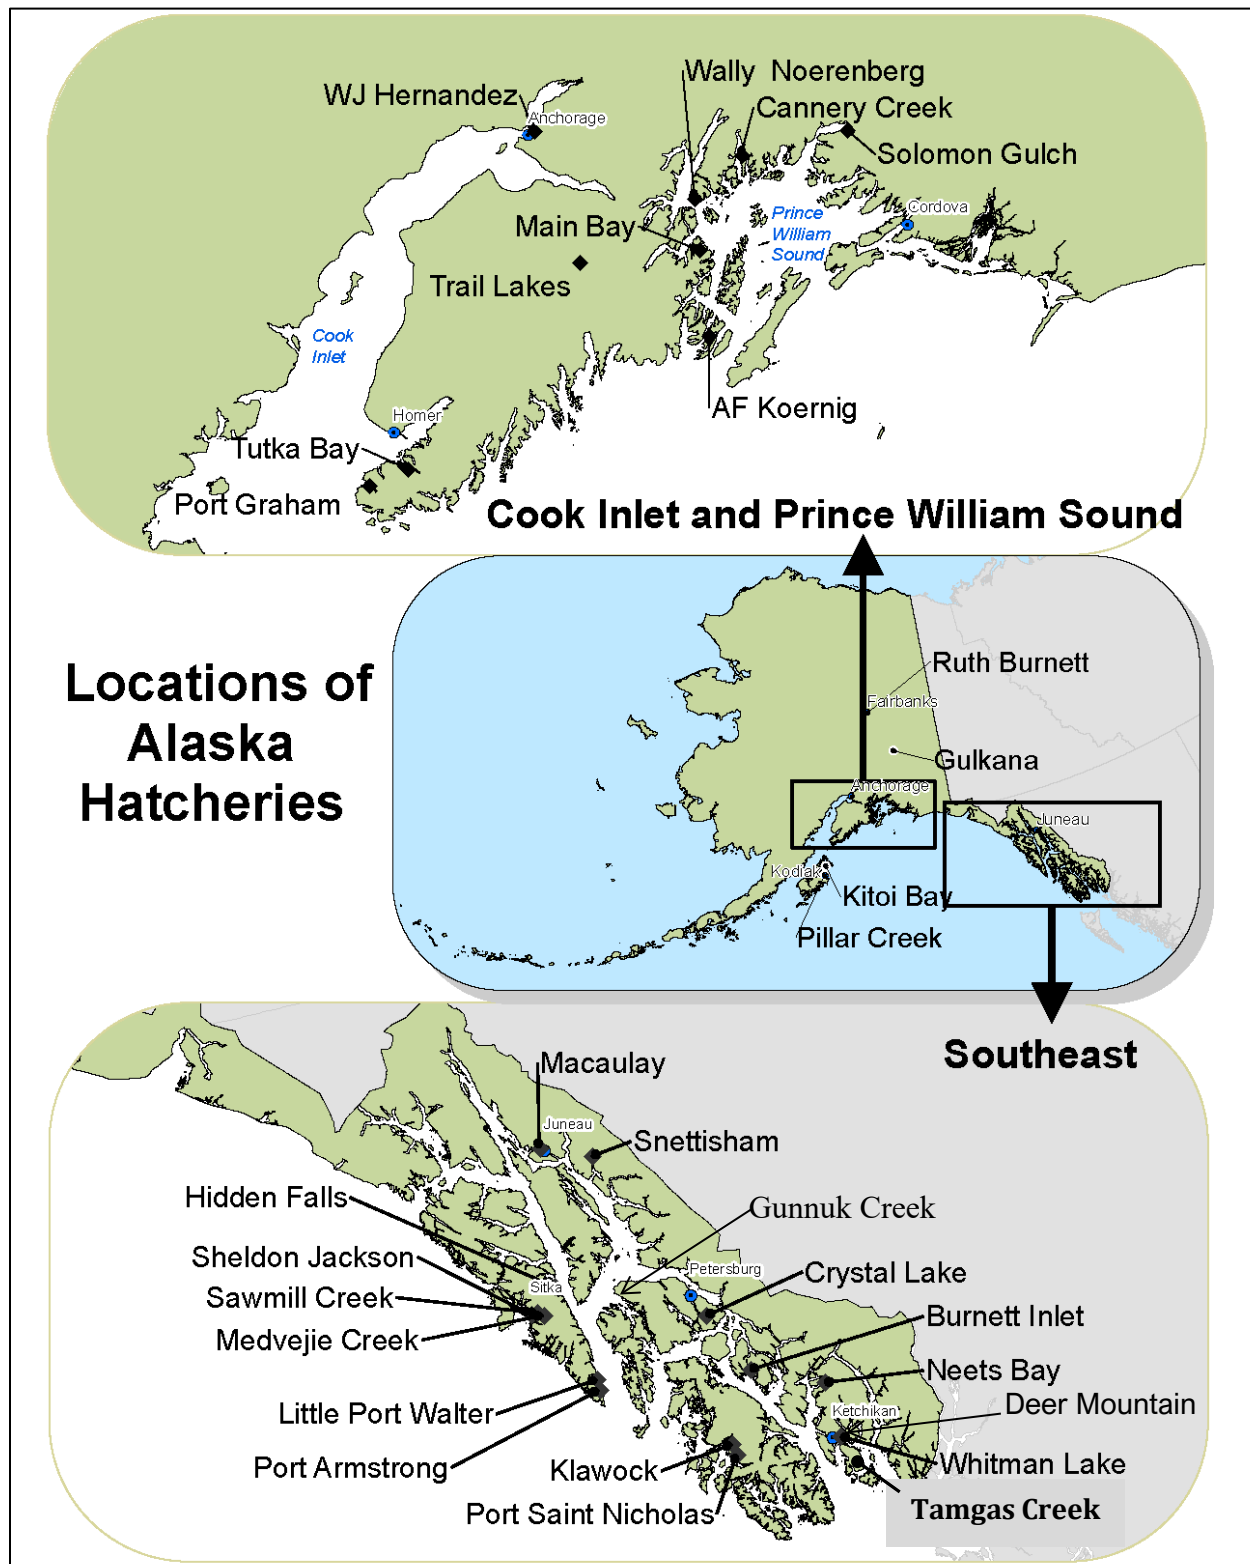 Wally Noerenberg
WJ Hernandez
Cannery Creek
Anchorage
Solomon Gulch
Cordova
Prince
William
Sound
Main Bay
Trail Lakes
Cook
Inlet
AF Koernig
Homer
Tutka Bay
Port Graham
Cook Inlet and Prince William Sound
Locations of
Alaska
Hatcheries
Ruth Burnett
Fairbanks
Gulkana
Anchorage
Juneau
Kodiak
Kitoi Bay
Pillar Creek
Southeast
Macaulay
Juneau
Snettisham
Hidden Falls
Gunnuk Creek
Sheldon Jackson
Petersburg
Crystal Lake
Sitka
Sawmill Creek
Burnett Inlet
Medvejie Creek
Neets Bay
Little Port Walter
Deer Mountain
Ketchikan
Port Armstrong
Klawock
Whitman Lake
Port Saint Nicholas
Tamgas Creek